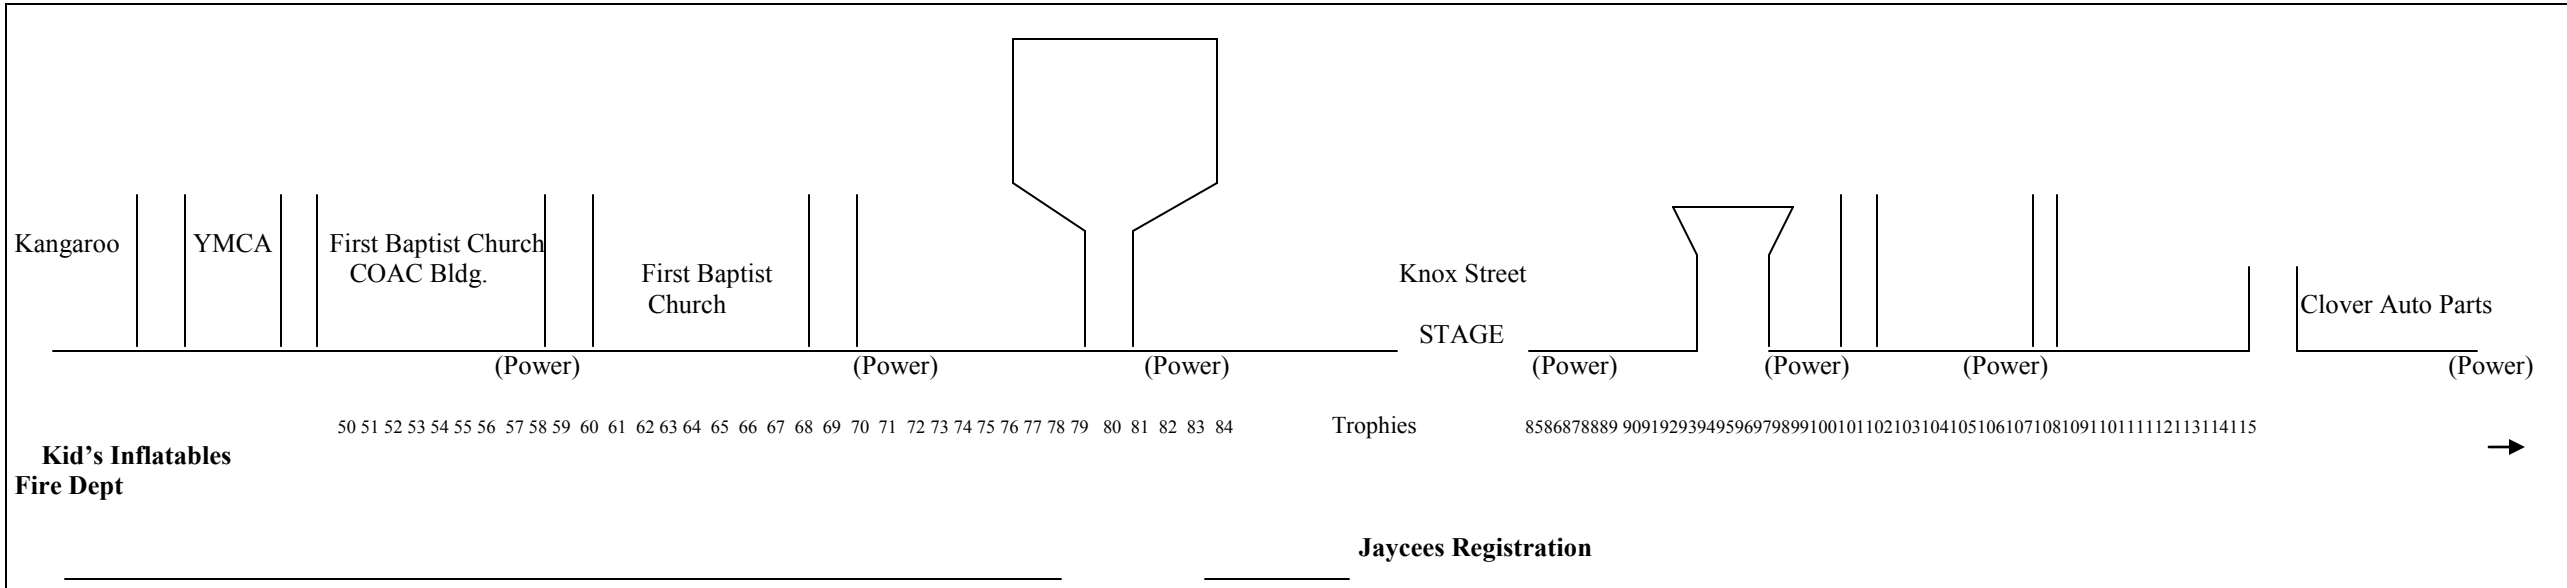 Kangaroo YMCA First Baptist Church
COAC Bldg. First Baptist Knox Street
Church Clover Auto Parts
STAGE
(Power) (Power) (Power) (Power) (Power) (Power) (Power)
50 51 52 53 54 55 56 57 58 59 60 61 62 63 64 65 66 67 68 69 70 71 72 73 74 75 76 77 78 79 80 81 82 83 84 Trophies 8586878889 90919293949596979899100101102103104105106107108109110111112113114115
Kid's Inflatables
Fire Dept
Jaycees Registration